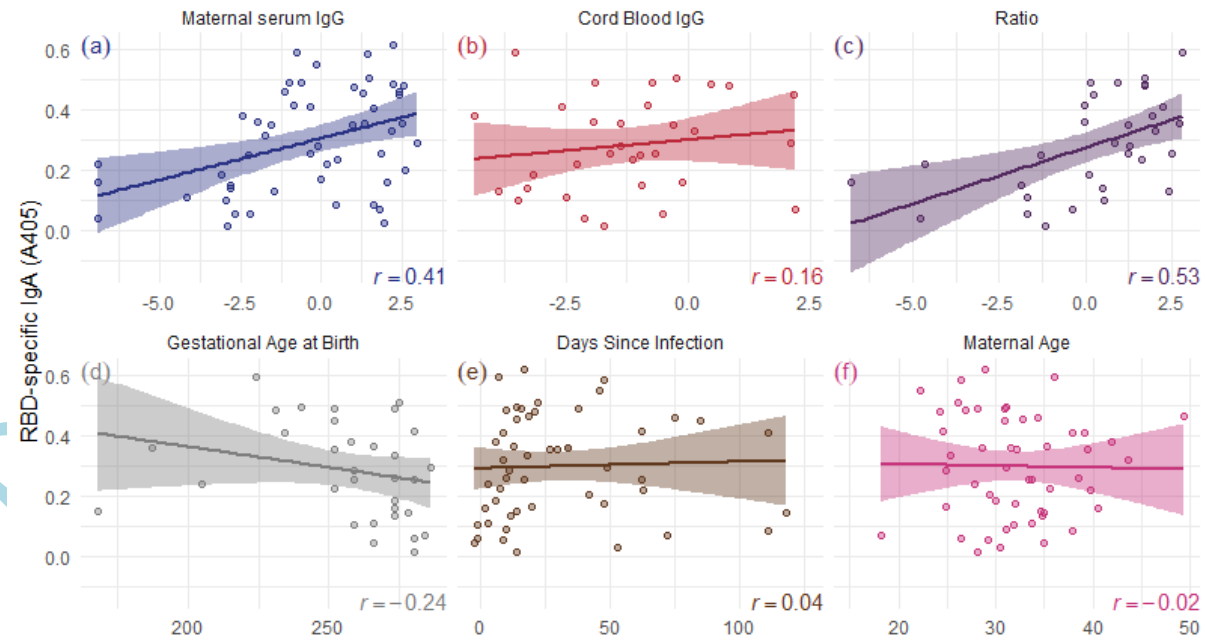 Maternal serum IgG
Cord Blood IgG
Ratio
RBD-specific IgA (A405)
(a)
(b)
(c)
0.6
0.4
0.2
0.0
r = 0.41
r = 0.16
r = 0.53
-5.0 -2.5 0.0 2.5
-2.5 0.0 2.5
-5.0 -2.5 0.0 2.5
Gestational Age at Birth
Days Since Infection
Maternal Age
(d)
(e)
(f)
0.6
0.4
0.2
0.0
r = −0.24
r = 0.04
r = −0.02
200 250
0 50 100
20 30 40 50